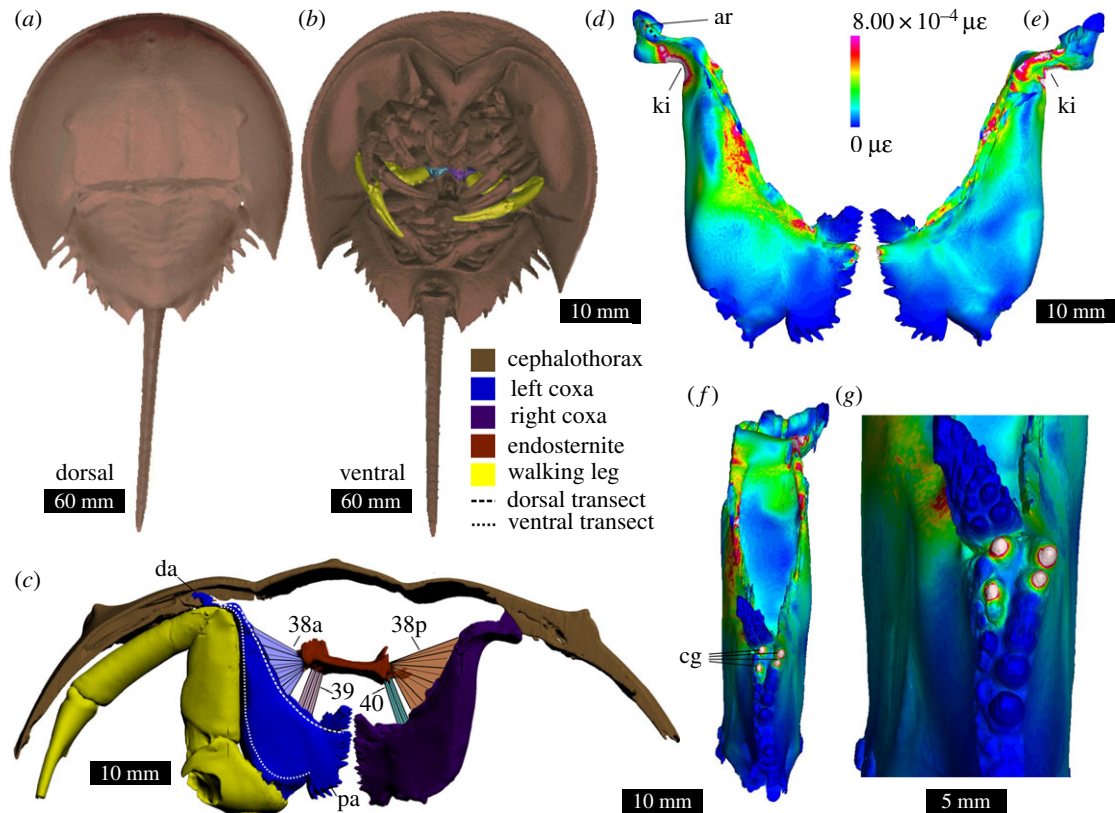 (a)
(b)
(d)
ar
8.00 × 10⁻⁴ με
(e)
ki
ki
0 με
10 mm
10 mm
dorsal
60 mm
ventral
60 mm
cephalothorax
left coxa
right coxa
endosternite
walking leg
dorsal transect
ventral transect
(f)
(g)
(c)
da
38a
38p
39
40
cg
10 mm
pa
10 mm
5 mm